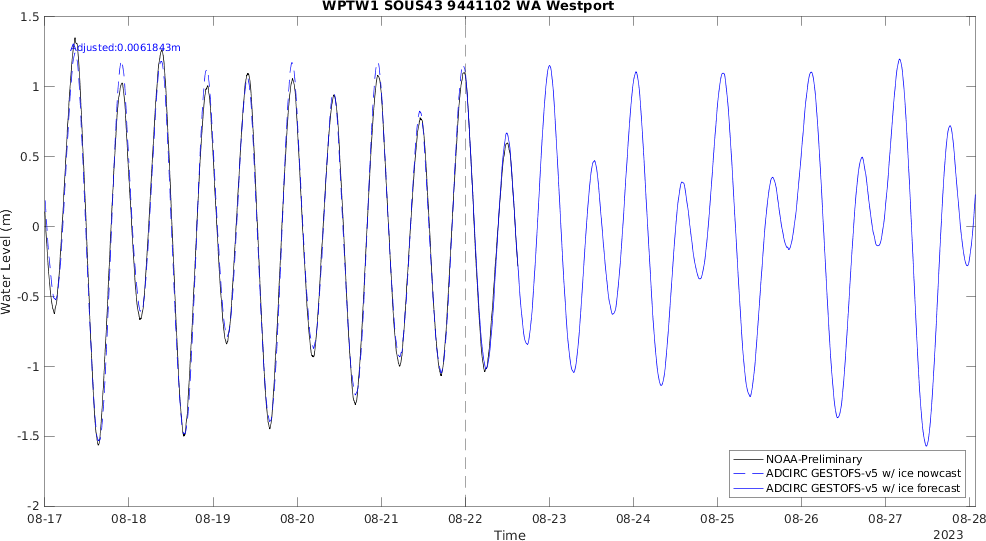 WPTW1 SOUS43 9441102 WA Westport
1.5
Adjusted:0.0061843m
1
0.5
0
-0.5
-1
-1.5
-2
Water Level (m)
NOAA-Preliminary
ADCIRC GESTOFS-v5 w/ ice nowcast
ADCIRC GESTOFS-v5 w/ ice forecast
08-17 08-18 08-19 08-20 08-21 08-22 08-23 08-24 08-25 08-26 08-27 08-28
Time
2023